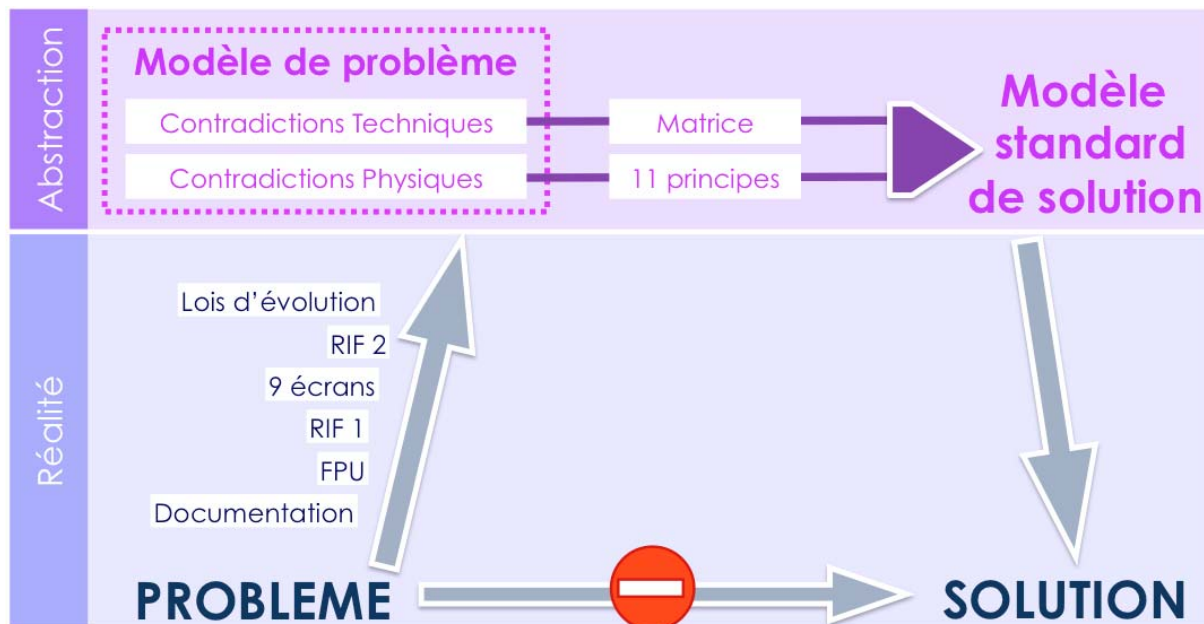 Abstraction
Modèle de problème
Contradictions Techniques
Matrice
Contradictions Physiques
11 principes
Modèle
standard
de solution
Réalité
Lois d'évolution
RIF 2
9 écrans
RIF 1
FPU
Documentation
PROBLEME
SOLUTION